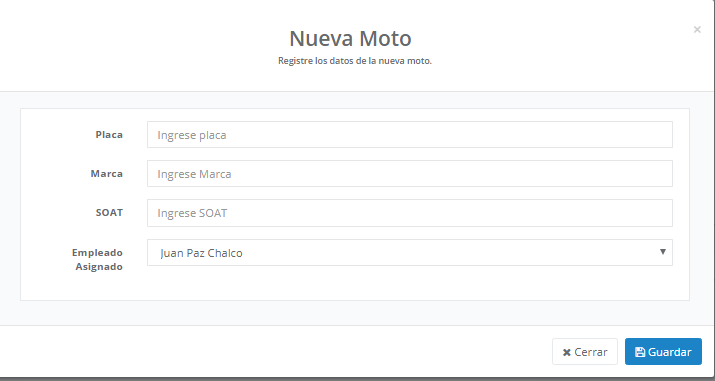 Nueva Moto
×
Registre los datos de la nueva moto.
Placa
Ingrese placa
Marca
Ingrese Marca
SOAT
Ingrese SOAT
Empleado
Asignado
Juan Paz Chalco
Cerrar
Guardar